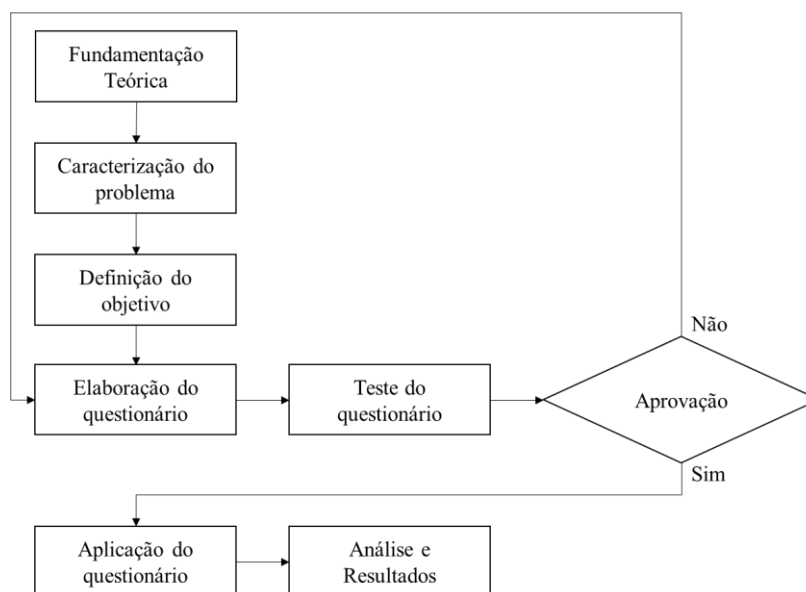 Fundamentação
Teórica
Caracterização do
problema
Definição do
objetivo
Não
Elaboração do
questionário
Teste do
questionário
Aprovação
Sim
Aplicação do
questionário
Análise e
Resultados